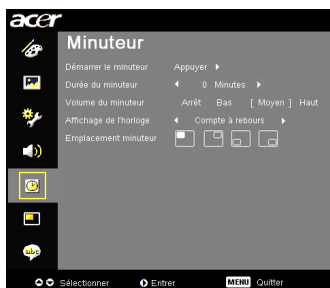 acer
Minuteur
Démarrer le minuteur Appuyer
Durée du minuteur 0 Minutes
Volume du minuteur Arrêt Bas [ Moyen ] Haut
Affichage de l'horloge Compte à rebours
Emplacement minuteur
abc
Sélectionner Entrer MENU Quitter